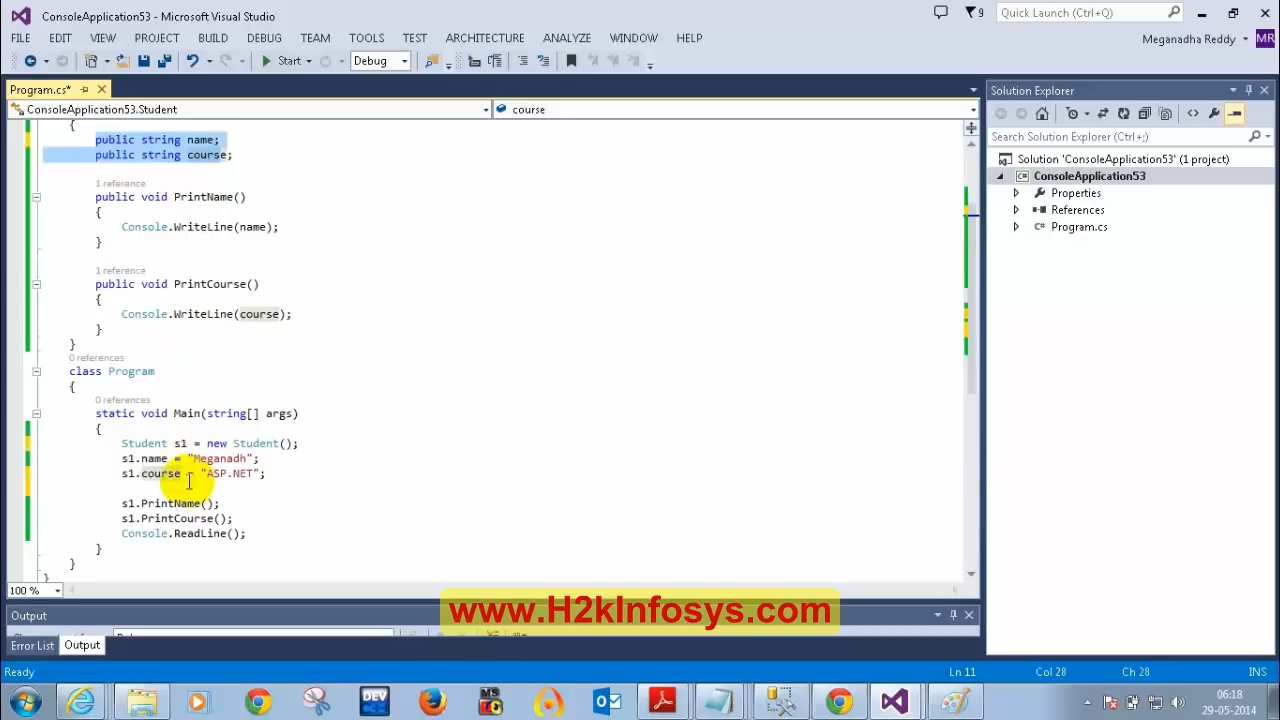 ConsoleApplication53 - Microsoft Visual Studio
9
Quick Launch (Ctrl+Q)
FILE EDIT VIEW PROJECT BUILD DEBUG TEAM TOOLS TEST ARCHITECTURE ANALYZE WINDOW HELP
Meganadha Reddy MR
Start Debug
Program.cs*
ConsoleApplication53.Student
course
{
public string name;
public string course;
1 reference
public void PrintName()
{
Console.WriteLine(name);
}
1 reference
public void PrintCourse()
{
Console.WriteLine(course);
}
}
0 references
class Program
{
0 references
static void Main(string[] args)
{
Student s1 = new Student();
s1.name = "Meganadh";
s1.course = "ASP.NET";
s1.PrintName();
s1.PrintCourse();
Console.ReadLine();
}
}
}
100 %
Solution Explorer
Search Solution Explorer (Ctrl+;)
Solution 'ConsoleApplication53' (1 project)
ConsoleApplication53
Properties
References
C# Program.cs
Output
www.H2kInfosys.com
Error List Output
Ready Ln 11 Col 28 Ch 28 INS
DEV
MS
06:18
29-05-2014